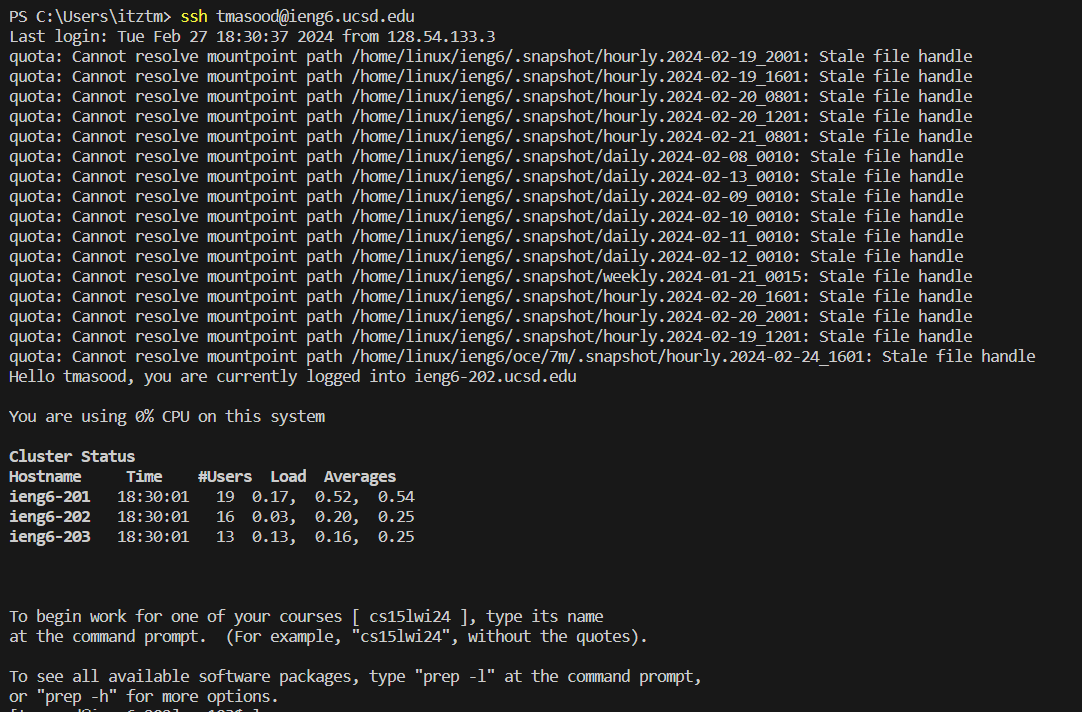 PS C:\Users\itztm> ssh tmasood@ieng6.ucsd.edu
Last login: Tue Feb 27 18:30:37 2024 from 128.54.133.3
quota: Cannot resolve mountpoint path /home/linux/ieng6/.snapshot/hourly.2024-02-19_2001: Stale file handle
quota: Cannot resolve mountpoint path /home/linux/ieng6/.snapshot/hourly.2024-02-19_1601: Stale file handle
quota: Cannot resolve mountpoint path /home/linux/ieng6/.snapshot/hourly.2024-02-20_0801: Stale file handle
quota: Cannot resolve mountpoint path /home/linux/ieng6/.snapshot/hourly.2024-02-20_1201: Stale file handle
quota: Cannot resolve mountpoint path /home/linux/ieng6/.snapshot/hourly.2024-02-21_0801: Stale file handle
quota: Cannot resolve mountpoint path /home/linux/ieng6/.snapshot/daily.2024-02-08_0010: Stale file handle
quota: Cannot resolve mountpoint path /home/linux/ieng6/.snapshot/daily.2024-02-13_0010: Stale file handle
quota: Cannot resolve mountpoint path /home/linux/ieng6/.snapshot/daily.2024-02-09_0010: Stale file handle
quota: Cannot resolve mountpoint path /home/linux/ieng6/.snapshot/daily.2024-02-10_0010: Stale file handle
quota: Cannot resolve mountpoint path /home/linux/ieng6/.snapshot/daily.2024-02-11_0010: Stale file handle
quota: Cannot resolve mountpoint path /home/linux/ieng6/.snapshot/daily.2024-02-12_0010: Stale file handle
quota: Cannot resolve mountpoint path /home/linux/ieng6/.snapshot/weekly.2024-01-21_0015: Stale file handle
quota: Cannot resolve mountpoint path /home/linux/ieng6/.snapshot/hourly.2024-02-20_1601: Stale file handle
quota: Cannot resolve mountpoint path /home/linux/ieng6/.snapshot/hourly.2024-02-20_2001: Stale file handle
quota: Cannot resolve mountpoint path /home/linux/ieng6/.snapshot/hourly.2024-02-19_1201: Stale file handle
quota: Cannot resolve mountpoint path /home/linux/ieng6/oce/7m/.snapshot/hourly.2024-02-24_1601: Stale file handle
Hello tmasood, you are currently logged into ieng6-202.ucsd.edu
You are using 0% CPU on this system
Cluster Status
Hostname     Time    #Users  Load  Averages
ieng6-201   18:30:01   19  0.17,  0.52,  0.54
ieng6-202   18:30:01   16  0.03,  0.20,  0.25
ieng6-203   18:30:01   13  0.13,  0.16,  0.25
To begin work for one of your courses [ cs15lwi24 ], type its name
at the command prompt.  (For example, "cs15lwi24", without the quotes).
To see all available software packages, type "prep -l" at the command prompt,
or "prep -h" for more options.